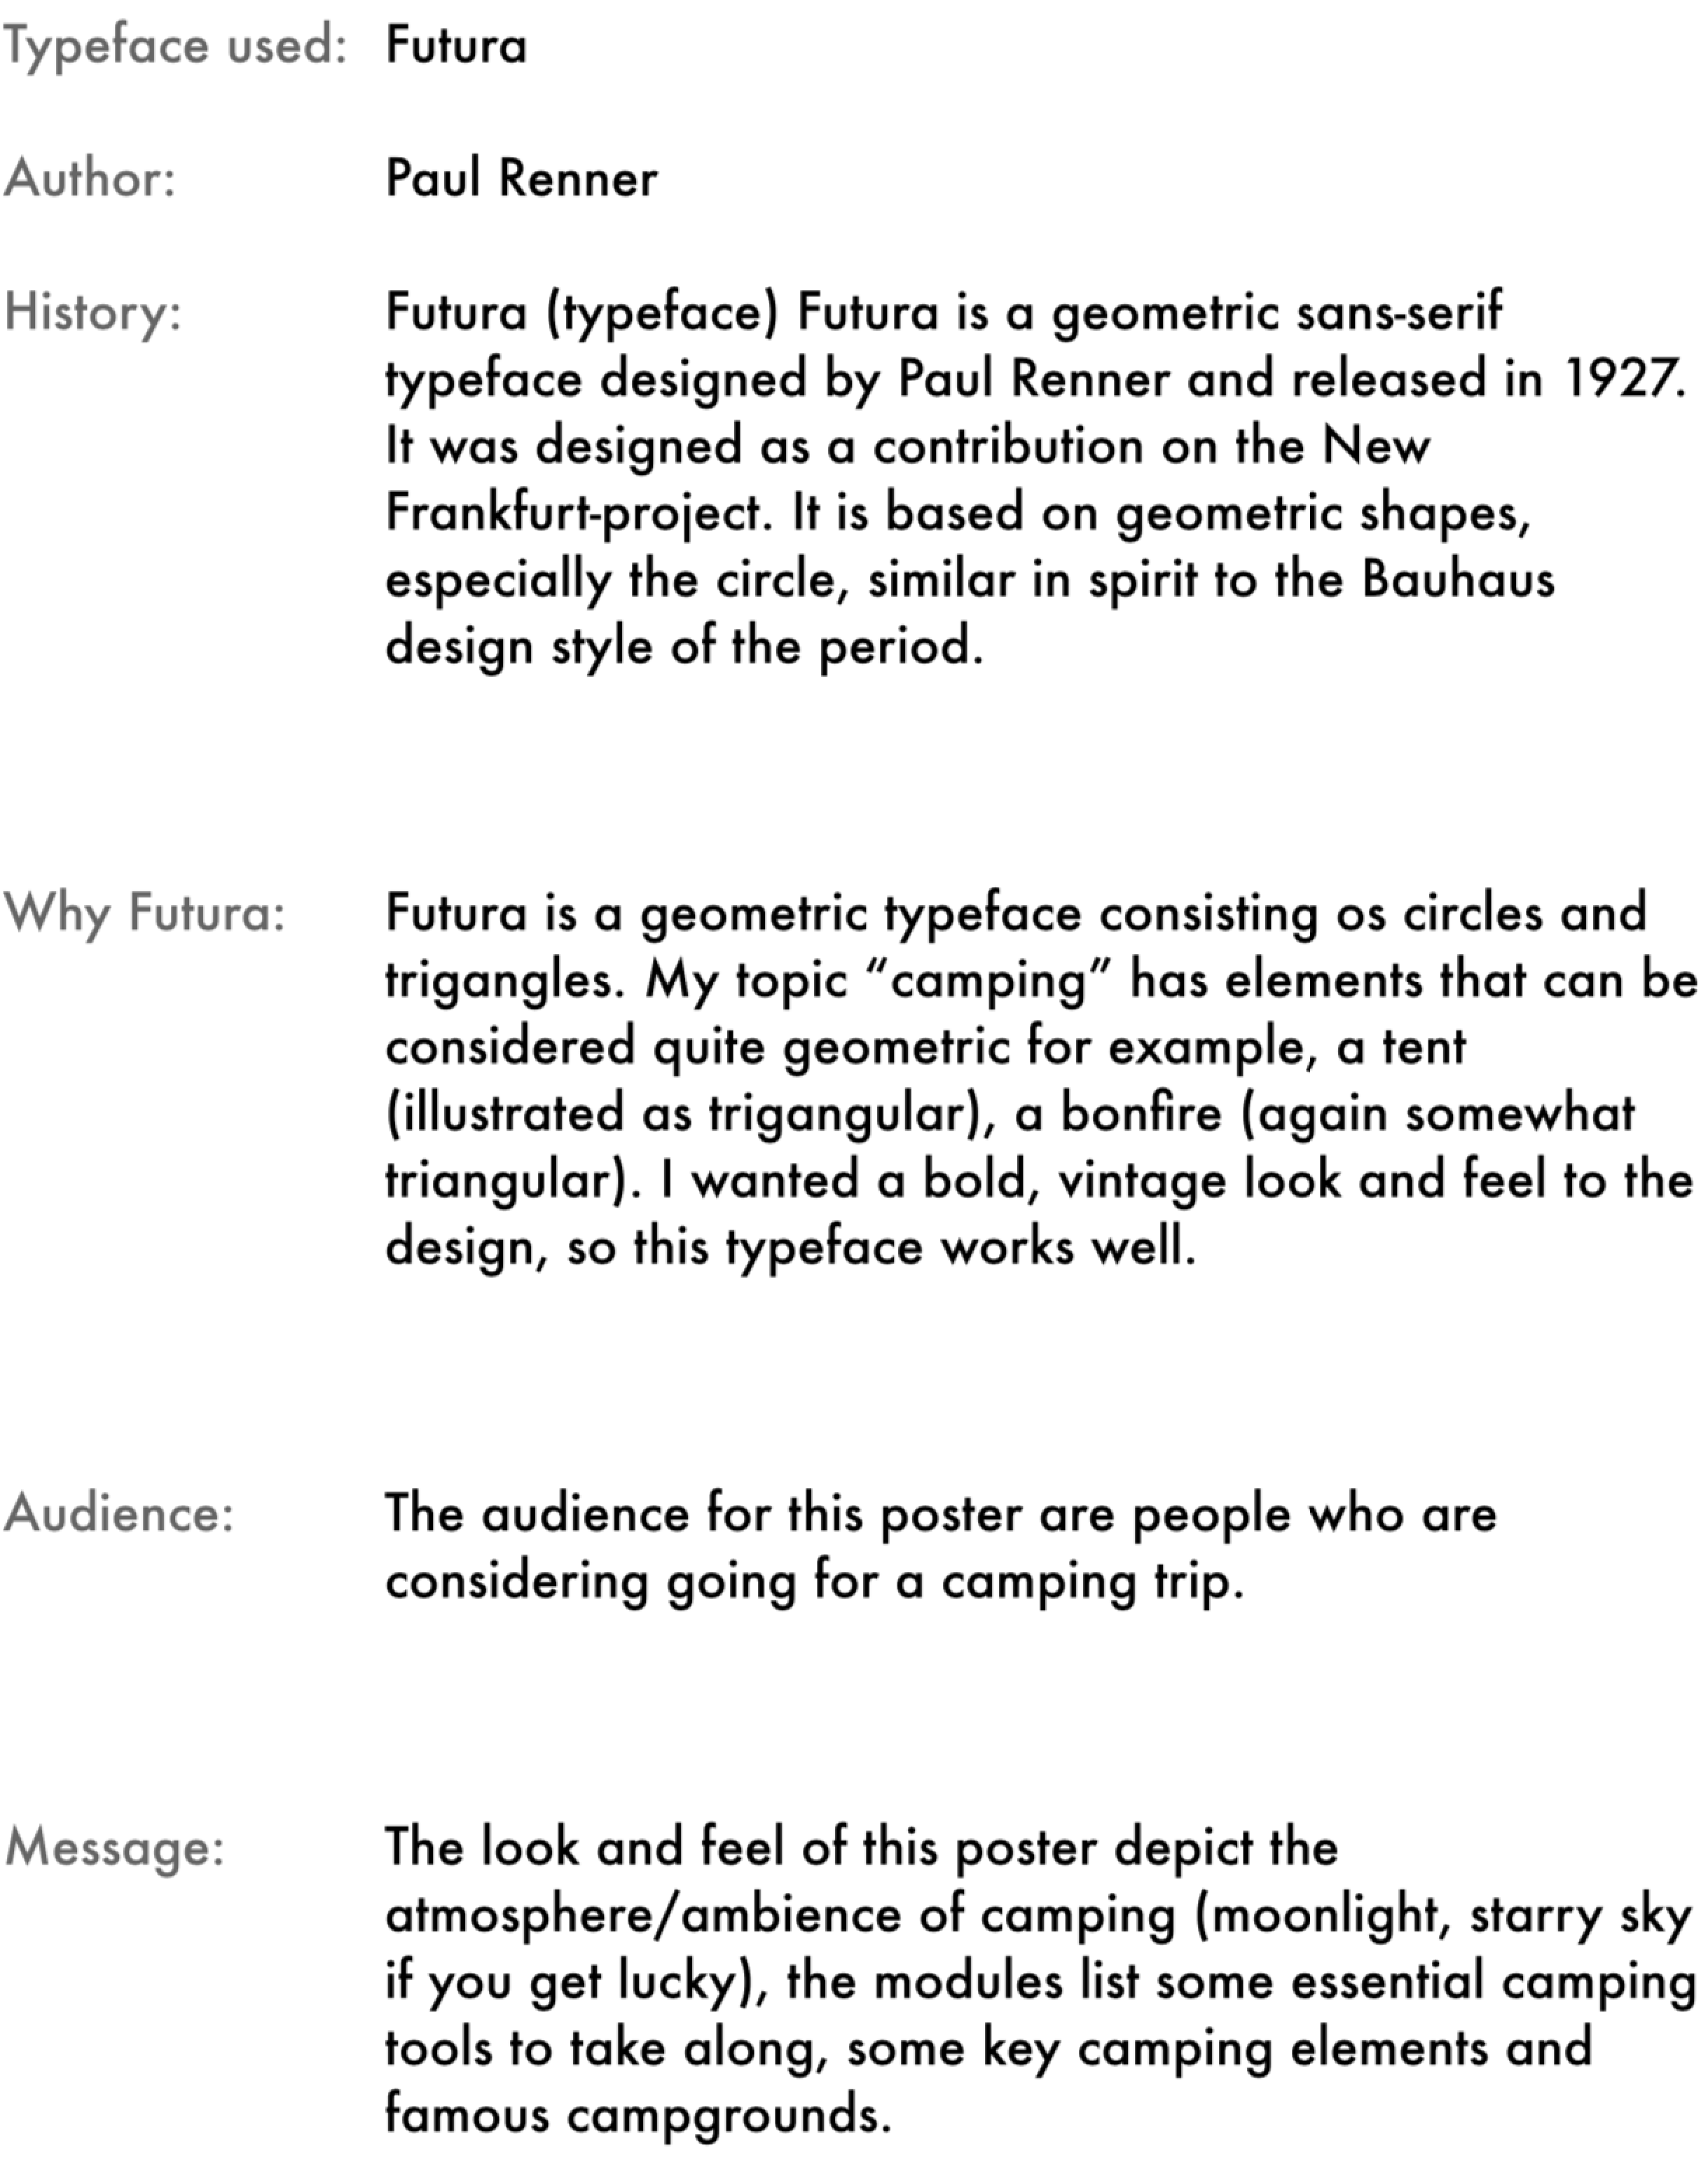 Typeface used: Futura
Author: Paul Renner
History: Futura (typeface) Futura is a geometric sans-serif
typeface designed by Paul Renner and released in 1927.
It was designed as a contribution on the New
Frankfurt-project. It is based on geometric shapes,
especially the circle, similar in spirit to the Bauhaus
design style of the period.
Why Futura: Futura is a geometric typeface consisting os circles and
trigangles. My topic “camping” has elements that can be
considered quite geometric for example, a tent
(illustrated as trigangular), a bonfire (again somewhat
triangular). I wanted a bold, vintage look and feel to the
design, so this typeface works well.
Audience: The audience for this poster are people who are
considering going for a camping trip.
Message: The look and feel of this poster depict the
atmosphere/ambience of camping (moonlight, starry sky
if you get lucky), the modules list some essential camping
tools to take along, some key camping elements and
famous campgrounds.